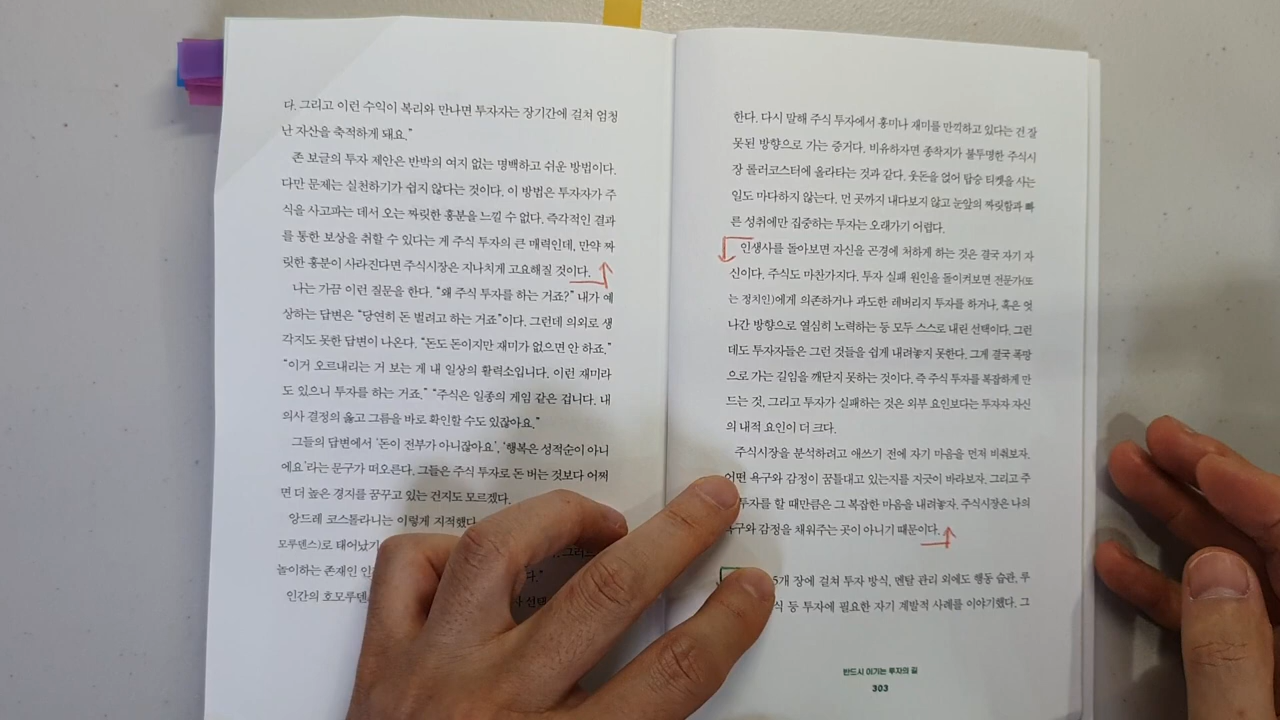 다. 그리고 이런 수익이 복리와 만나면 투자자는 장기간에 걸쳐 엄청
난 자산을 축적하게 돼요.”
존 보글의 투자 제안은 반박의 여지 없는 명백하고 쉬운 방법이다.
다만 문제는 실천하기가 쉽지 않다는 것이다. 이 방법은 투자자가 주
식을 사고파는 데서 오는 짜릿한 흥분을 느낄 수 없다. 즉각적인 결과
를 통한 보상을 취할 수 있다는 게 주식 투자의 큰 매력인데, 만약 짜
릿한 흥분이 사라진다면 주식시장은 지나치게 고요해질 것이다.
나는 가끔 이런 질문을 한다. “왜 주식 투자를 하는 거죠?” 내가 예
상하는 답변은 “당연히 돈 벌려고 하는 거죠”이다. 그런데 의외로 생
각지도 못한 답변이 나온다. “돈도 돈이지만 재미가 없으면 안 하죠.”
“이거 오르내리는 거 보는 게 내 일상의 활력소입니다. 이런 재미라
도 있으니 투자를 하는 거죠.” “주식은 일종의 게임 같은 겁니다. 내
의사 결정의 옳고 그름을 바로 확인할 수도 있잖아요.”
그들의 답변에서 ‘돈이 전부가 아니잖아요’, ‘행복은 성적순이 아니
에요’라는 문구가 떠오른다. 그들은 주식 투자로 돈 버는 것보다 어쩌
면 더 높은 경지를 꿈꾸고 있는 건지도 모르겠다.
앙드레 코스톨라니는 이렇게 지적했다.
모루덴스)로 태어났기
놀이하는 존재인 인
다.”
인간의 호모루덴
한다. 다시 말해 주식 투자에서 흥미나 재미를 만끽하고 있다는 건 잘
못된 방향으로 가는 증거다. 비유하자면 종착지가 불투명한 주식시
장 롤러코스터에 올라타는 것과 같다. 웃돈을 얹어 탑승 티켓을 사는
일도 마다하지 않는다. 먼 곳까지 내다보지 않고 눈앞의 짜릿함과 빠
른 성취에만 집중하는 투자는 오래가기 어렵다.
인생사를 돌아보면 자신을 곤경에 처하게 하는 것은 결국 자기 자
신이다. 주식도 마찬가지다. 투자 실패 원인을 돌이켜보면 전문가(또
는 정치인)에게 의존하거나 과도한 레버리지 투자를 하거나, 혹은 엇
나간 방향으로 열심히 노력하는 등 모두 스스로 내린 선택이다. 그런
데도 투자자들은 그런 것들을 쉽게 내려놓지 못한다. 그게 결국 폭망
으로 가는 길임을 깨닫지 못하는 것이다. 즉 주식 투자를 복잡하게 만
드는 것, 그리고 투자가 실패하는 것은 외부 요인보다는 투자자 자신
의 내적 요인이 더 크다.
주식시장을 분석하려고 애쓰기 전에 자기 마음을 먼저 비춰보자.
어떤 욕구와 감정이 꿈틀대고 있는지를 지긋이 바라보자. 그리고 주
투자를 할 때만큼은 그 복잡한 마음을 내려놓자. 주식시장은 나의
욕구와 감정을 채워주는 곳이 아니기 때문이다.
5개 장에 걸쳐 투자 방식, 멘탈 관리 외에도 행동 습관, 루
식 등 투자에 필요한 자기 계발적 사례를 이야기했다. 그
반드시 이기는 투자의 길
303